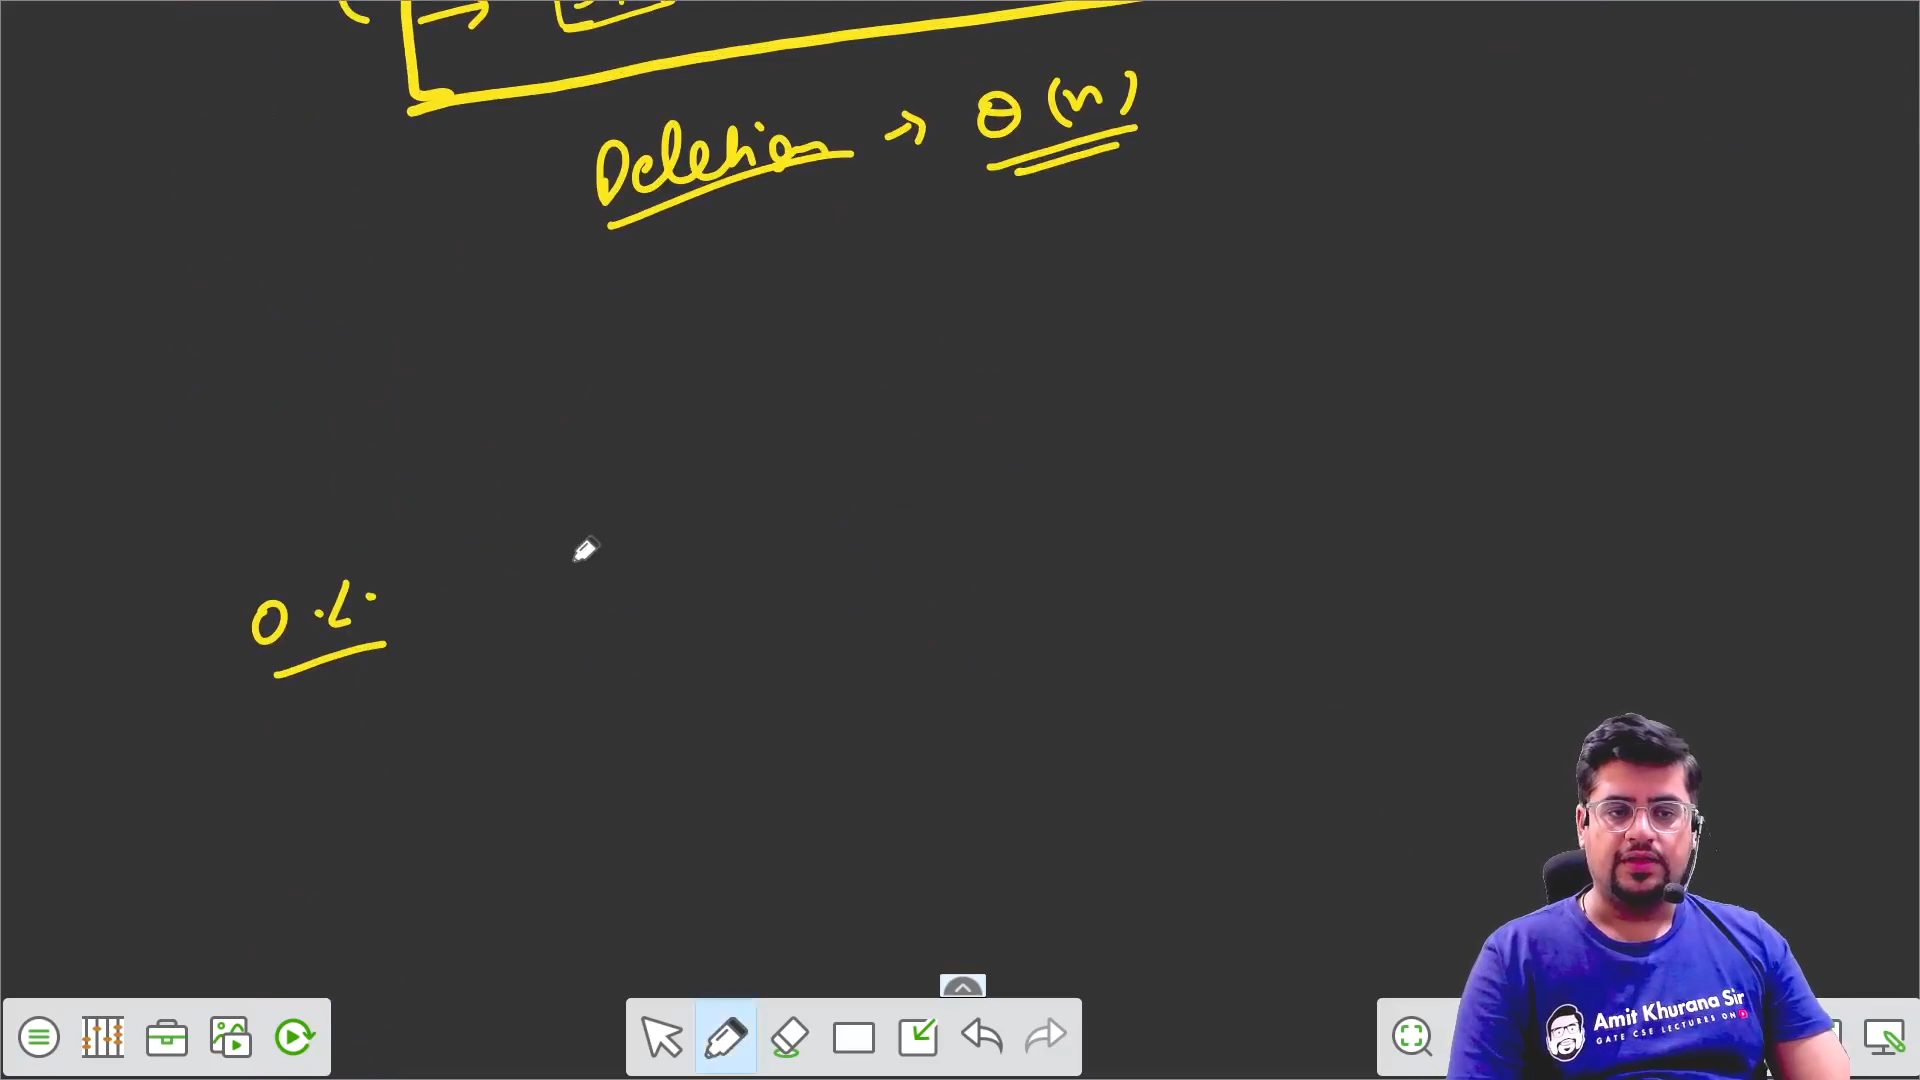 Deletion → θ(n)
O.L.
Amit Khurana Sir
GATE CSE LECTURES ON